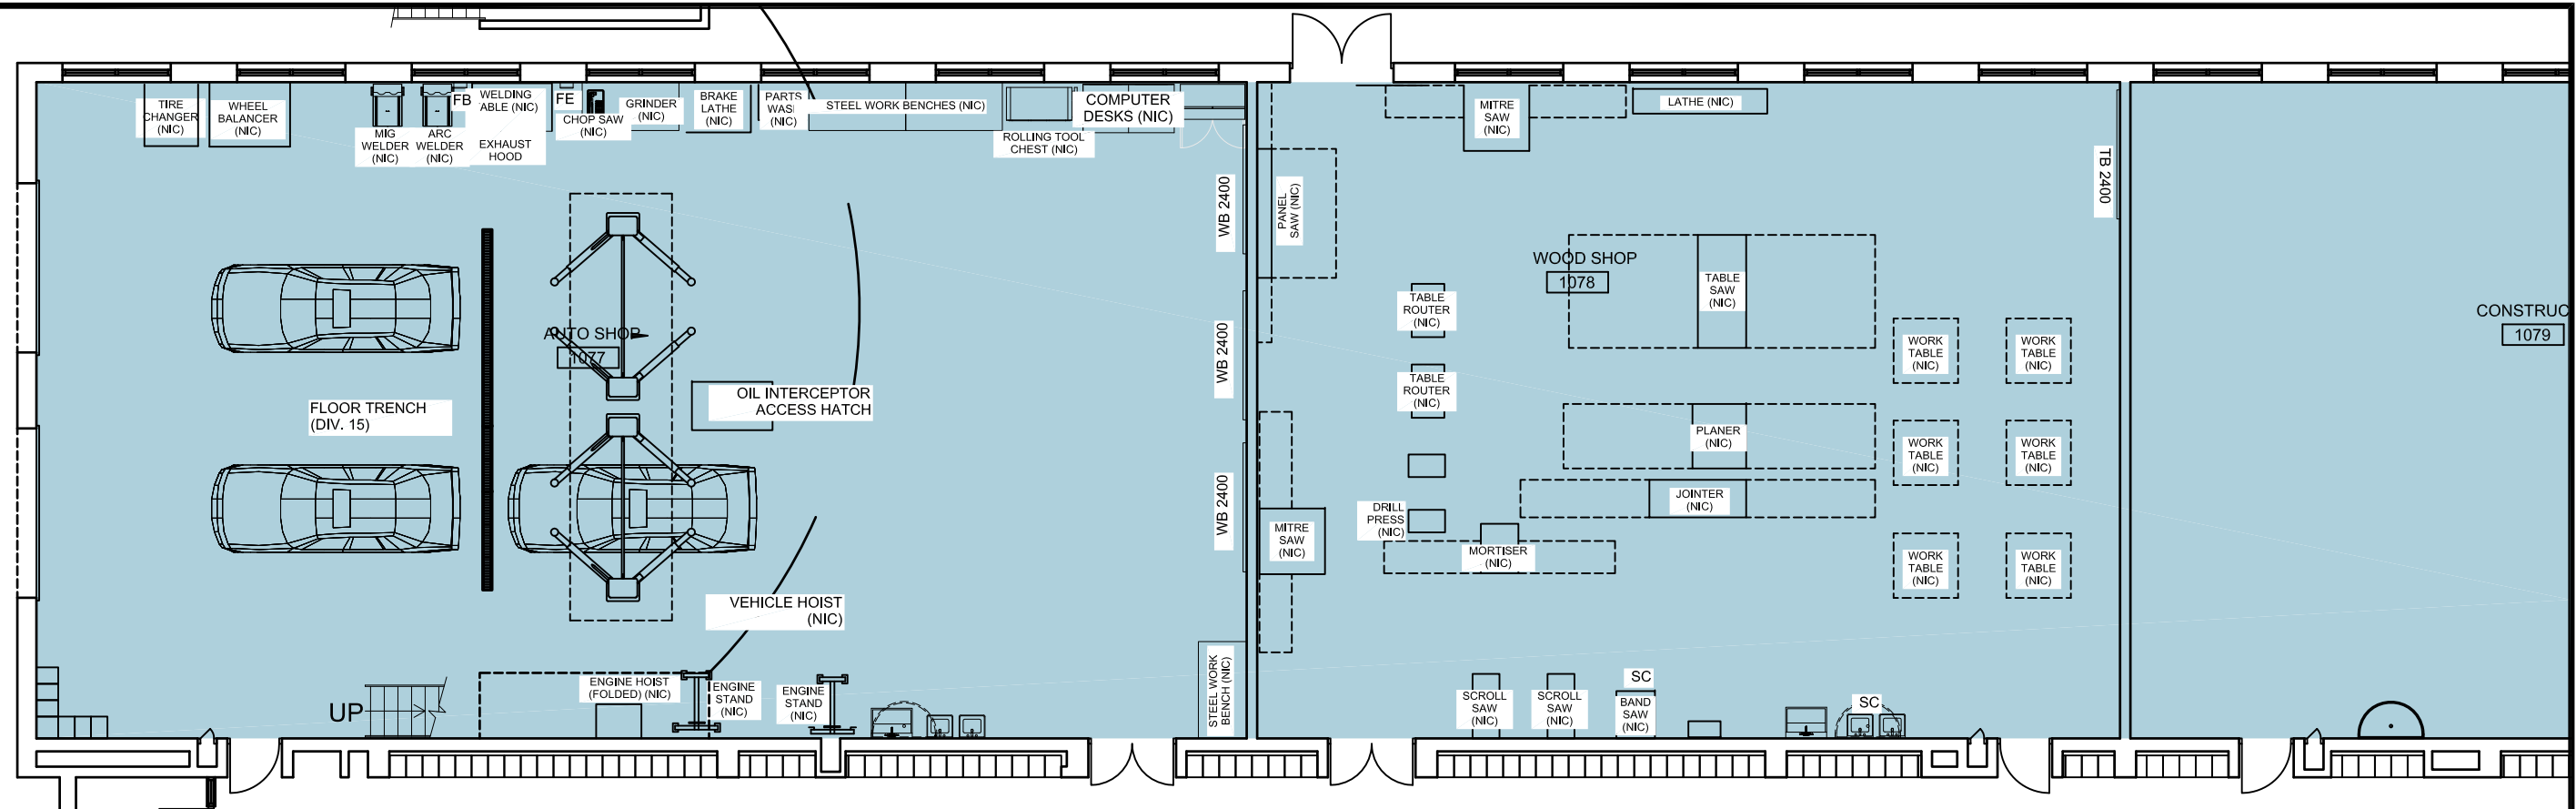 TIRE
CHANGER
(NIC)
WHEEL
BALANCER
(NIC)
MIG
WELDER
(NIC)
ARC
WELDER
(NIC)
FB
WELDING
TABLE (NIC)
EXHAUST
HOOD
FE
CHOP SAW
(NIC)
GRINDER
(NIC)
BRAKE
LATHE
(NIC)
PARTS
WASH
(NIC)
STEEL WORK BENCHES (NIC)
ROLLING TOOL
CHEST (NIC)
COMPUTER
DESKS (NIC)
WB 2400
WB 2400
WB 2400
AUTO SHOP
1077
FLOOR TRENCH
(DIV. 15)
OIL INTERCEPTOR
ACCESS HATCH
VEHICLE HOIST
(NIC)
UP
ENGINE HOIST
(FOLDED) (NIC)
ENGINE
STAND
(NIC)
ENGINE
STAND
(NIC)
STEEL WORK
BENCH (NIC)
MITRE
SAW
(NIC)
LATHE (NIC)
PANEL
SAW (NIC)
TB 2400
WOOD SHOP
1078
TABLE
SAW
(NIC)
TABLE
ROUTER
(NIC)
TABLE
ROUTER
(NIC)
WORK
TABLE
(NIC)
WORK
TABLE
(NIC)
PLANER
(NIC)
WORK
TABLE
(NIC)
WORK
TABLE
(NIC)
JOINTER
(NIC)
DRILL
PRESS
(NIC)
MITRE
SAW
(NIC)
MORTISER
(NIC)
WORK
TABLE
(NIC)
WORK
TABLE
(NIC)
SCROLL
SAW
(NIC)
SCROLL
SAW
(NIC)
SC
BAND
SAW
(NIC)
SC
CONSTRUC
1079